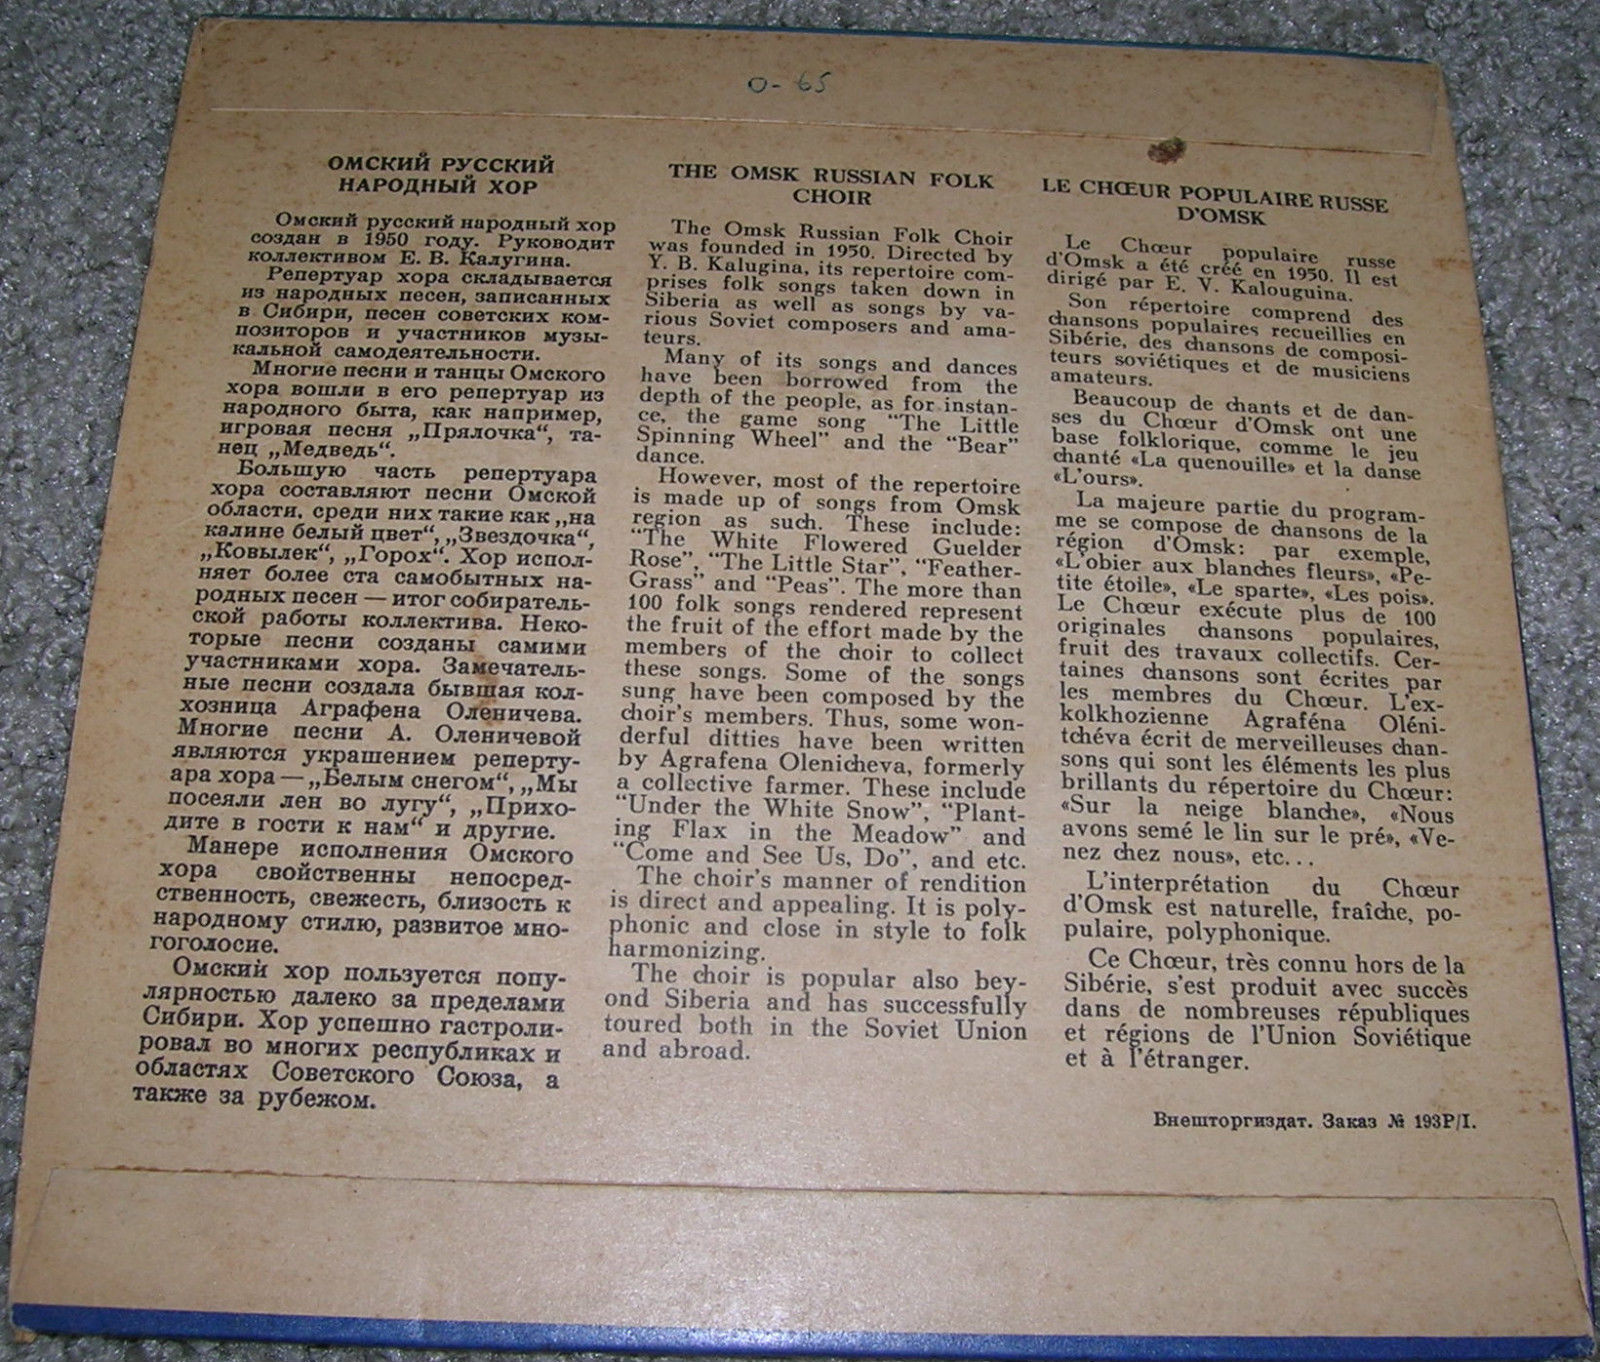 0-65
ОМСКИЙ РУССКИЙ
НАРОДНЫЙ ХОР
Омский русский народный хор
создан в 1950 году. Руководит
коллективом Е. В. Калугина.
Репертуар хора складывается
из народных песен, записанных
в Сибири, песен советских ком-
позиторов и участников музы-
кальной самодеятельности.
Многие песни и танцы Омского
хора вошли в его репертуар из
народного быта, как например,
игровая песня „Прялочка“, та-
нец „Медведь“.
Большую часть репертуара
хора составляют песни Омской
области. среди них такие как „на
калине белый цвет“, „Звездочка“,
„Ковылек“, „Горох“. Хор испол-
няет более ста самобытных на-
родных песен — итог собиратель-
ской работы коллектива. Неко-
торые песни созданы самими
участниками хора. Замечатель-
ные песни создала бывшая кол-
хозница Аграфена Оленичева.
Многие песни А. Оленичевой
являются украшением реперту-
ара хора — „Белым снегом“, „Мы
посеяли лен во лугу“, „Прихо-
дите в гости к нам“ и другие.
Манере исполнения Омского
хора свойственны непосред-
ственность, свежесть, близость к
народному стилю, развитое мно-
гоголосие.
Омский хор пользуется попу-
лярностью далеко за пределами
Сибири. Хор успешно гастроли-
ровал во многих республиках и
областях Советского Союза, а
также за рубежом.
THE OMSK RUSSIAN FOLK
CHOIR
The Omsk Russian Folk Choir
was founded in 1950. Directed by
Y. B. Kalugina, its repertoire com-
prises folk songs taken down in
Siberia as well as songs by va-
rious Soviet composers and ama-
teurs.
Many of its songs and dances
have been borrowed from the
depth of the people, as for instan-
ce, the game song “The Little
Spinning Wheel” and the “Bear”
dance.
However, most of the repertoire
is made up of songs from Omsk
region as such. These include:
“The White Flowered Guelder
Rose”, “The Little Star”, “Feather-
Grass” and “Peas”. The more than
100 folk songs rendered represent
the fruit of the effort made by the
members of the choir to collect
these songs. Some of the songs
sung have been composed by the
choir's members. Thus, some won-
derful ditties have been written
by Agrafena Olenicheva, formerly
a collective farmer. These include
“Under the White Snow”, “Plant-
ing Flax in the Meadow” and
“Come and See Us, Do”, and etc.
The choir's manner of rendition
is direct and appealing. It is poly-
phonic and close in style to folk
harmonizing.
The choir is popular also bey-
ond Siberia and has successfully
toured both in the Soviet Union
and abroad.
LE CHŒUR POPULAIRE RUSSE
D'OMSK
Le Chœur populaire russe
d'Omsk a été créé en 1950. Il est
dirigé par E. V. Kalouguina.
Son répertoire comprend des
chansons populaires recueillies en
Sibérie, des chansons de composi-
teurs soviétiques et de musiciens
amateurs.
Beaucoup de chants et de dan-
ses du Chœur d'Omsk ont une
base folklorique, comme le jeu
chanté «La quenouille» et la danse
«L'ours».
La majeure partie du program-
me se compose de chansons de la
région d'Omsk: par exemple,
«L'obier aux blanches fleurs», «Pe-
tite étoile», «Le sparte», «Les pois».
Le Chœur exécute plus de 100
originales chansons populaires,
fruit des travaux collectifs. Cer-
taines chansons sont écrites par
les membres du Chœur. L'ex-
kolkhozienne Agraféna Oléni-
tchéva écrit de merveilleuses chan-
sons qui sont les éléments les plus
brillants du répertoire du Chœur:
«Sur la neige blanche», «Nous
avons semé le lin sur le pré», «Ve-
nez chez nous», etc...
L'interprétation du Chœur
d'Omsk est naturelle, fraîche, po-
pulaire, polyphonique.
Ce Chœur, très connu hors de la
Sibérie, s'est produit avec succès
dans de nombreuses républiques
et régions de l'Union Soviétique
et à l'étranger.
Внешторгиздат. Заказ № 193Р/I.